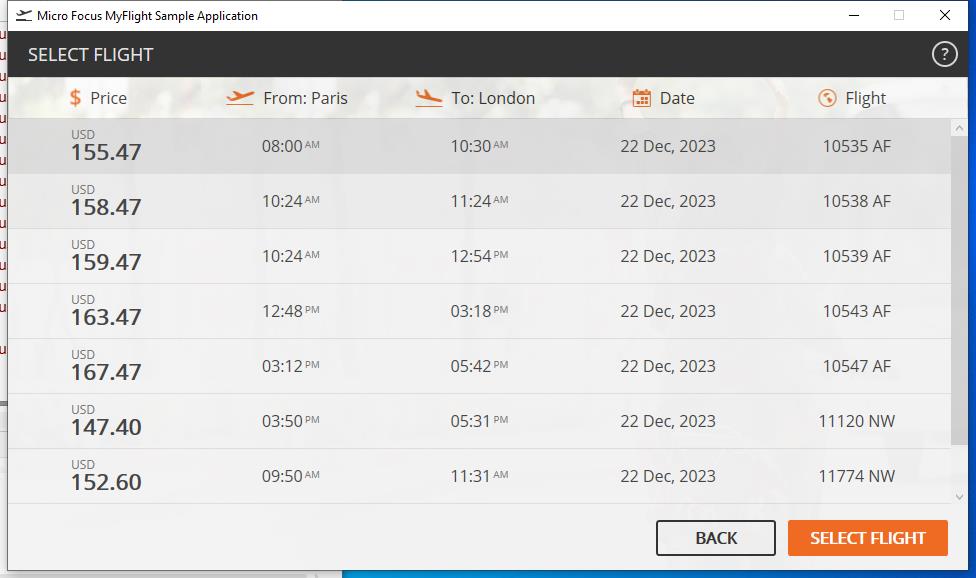 Micro Focus MyFlight Sample Application
SELECT FLIGHT ?
$ Price From: Paris To: London Date Flight
USD
155.47 08:00 AM 10:30 AM 22 Dec, 2023 10535 AF
USD
158.47 10:24 AM 11:24 AM 22 Dec, 2023 10538 AF
USD
159.47 10:24 AM 12:54 PM 22 Dec, 2023 10539 AF
USD
163.47 12:48 PM 03:18 PM 22 Dec, 2023 10543 AF
USD
167.47 03:12 PM 05:42 PM 22 Dec, 2023 10547 AF
USD
147.40 03:50 PM 05:31 PM 22 Dec, 2023 11120 NW
USD
152.60 09:50 AM 11:31 AM 22 Dec, 2023 11774 NW
BACK SELECT FLIGHT